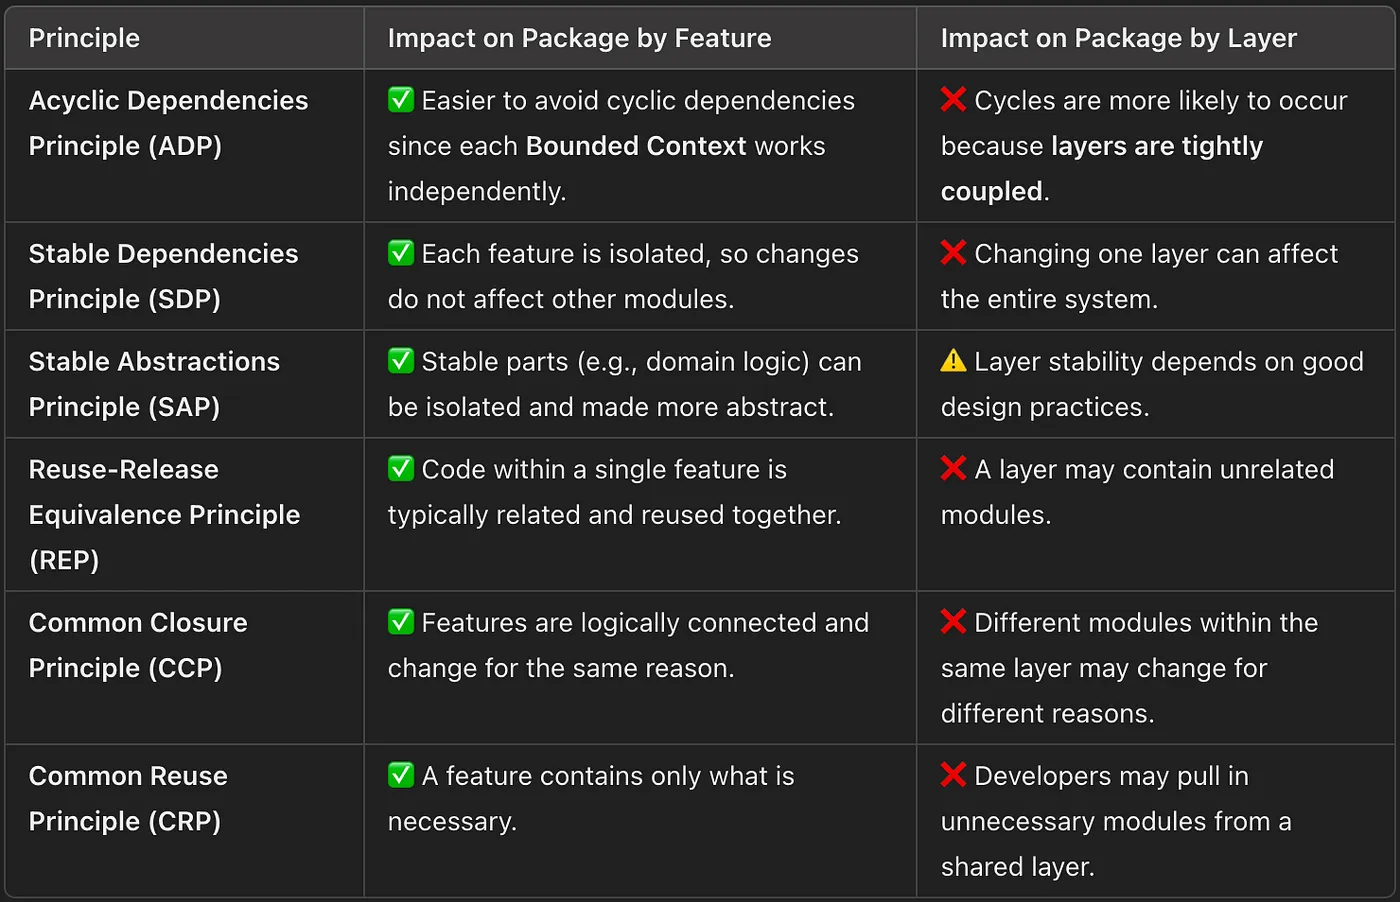 Principle
Impact on Package by Feature
Impact on Package by Layer
Acyclic Dependencies
Principle (ADP)
✅ Easier to avoid cyclic dependencies
since each Bounded Context works
independently.
❌ Cycles are more likely to occur
because layers are tightly
coupled.
Stable Dependencies
Principle (SDP)
✅ Each feature is isolated, so changes
do not affect other modules.
❌ Changing one layer can affect
the entire system.
Stable Abstractions
Principle (SAP)
✅ Stable parts (e.g., domain logic) can
be isolated and made more abstract.
⚠️ Layer stability depends on good
design practices.
Reuse-Release
Equivalence Principle
(REP)
✅ Code within a single feature is
typically related and reused together.
❌ A layer may contain unrelated
modules.
Common Closure
Principle (CCP)
✅ Features are logically connected and
change for the same reason.
❌ Different modules within the
same layer may change for
different reasons.
Common Reuse
Principle (CRP)
✅ A feature contains only what is
necessary.
❌ Developers may pull in
unnecessary modules from a
shared layer.